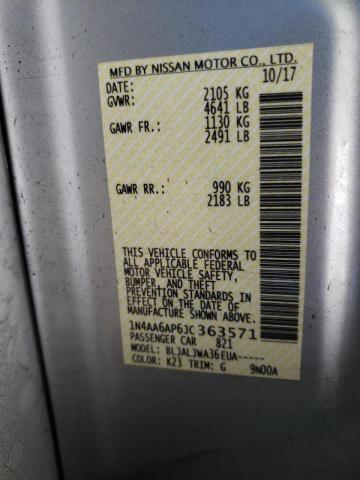 MFD BY NISSAN MOTOR CO., LTD.
DATE: 10/17
GVWR: 2105 KG
4641 LB
GAWR FR.: 1130 KG
2491 LB
GAWR RR.: 990 KG
2183 LB
THIS VEHICLE CONFORMS TO
ALL APPLICABLE FEDERAL
MOTOR VEHICLE SAFETY,
BUMPER, AND THEFT
PREVENTION STANDARDS IN
EFFECT ON THE DATE OF
MANUFACTURE SHOWN ABOVE.
1N4AA6AP6JC363571
PASSENGER CAR 821
MODEL: BLJALJWA36EUA-----
COLOR: K23 TRIM: G 9N00A